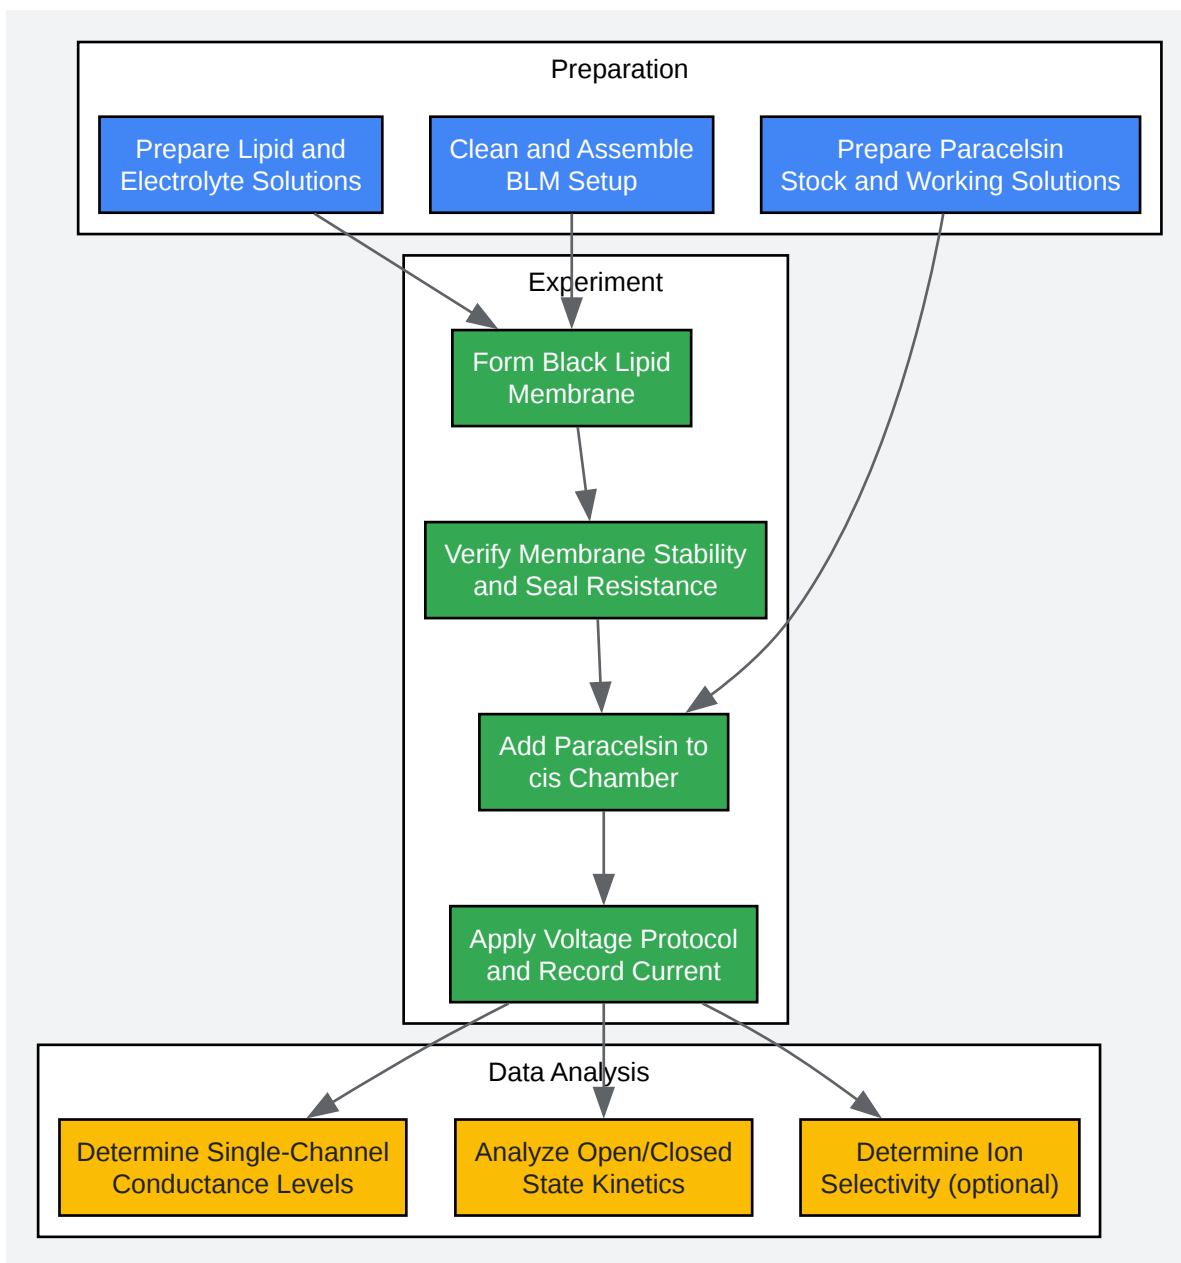 Preparation
Prepare Lipid and
Electrolyte Solutions
Clean and Assemble
BLM Setup
Prepare Paracelsin
Stock and Working Solutions
Experiment
Form Black Lipid
Membrane
Verify Membrane Stability
and Seal Resistance
Add Paracelsin to
cis Chamber
Apply Voltage Protocol
and Record Current
Data Analysis
Determine Single-Channel
Conductance Levels
Analyze Open/Closed
State Kinetics
Determine Ion
Selectivity (optional)